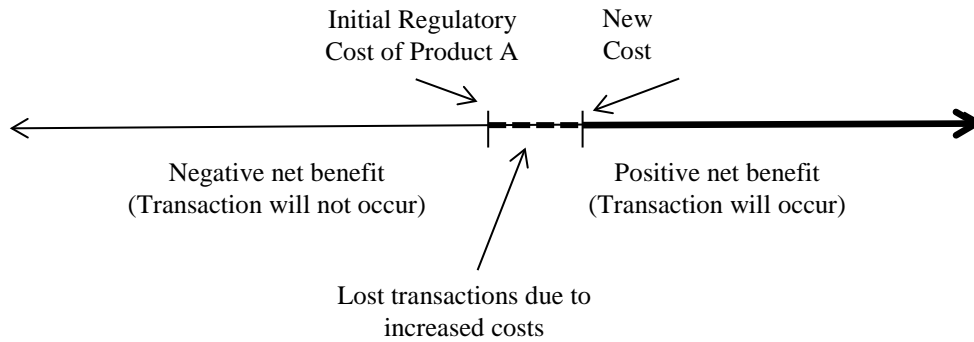 Initial Regulatory
Cost of Product A
New
Cost
Negative net benefit
(Transaction will not occur)
Positive net benefit
(Transaction will occur)
Lost transactions due to
increased costs